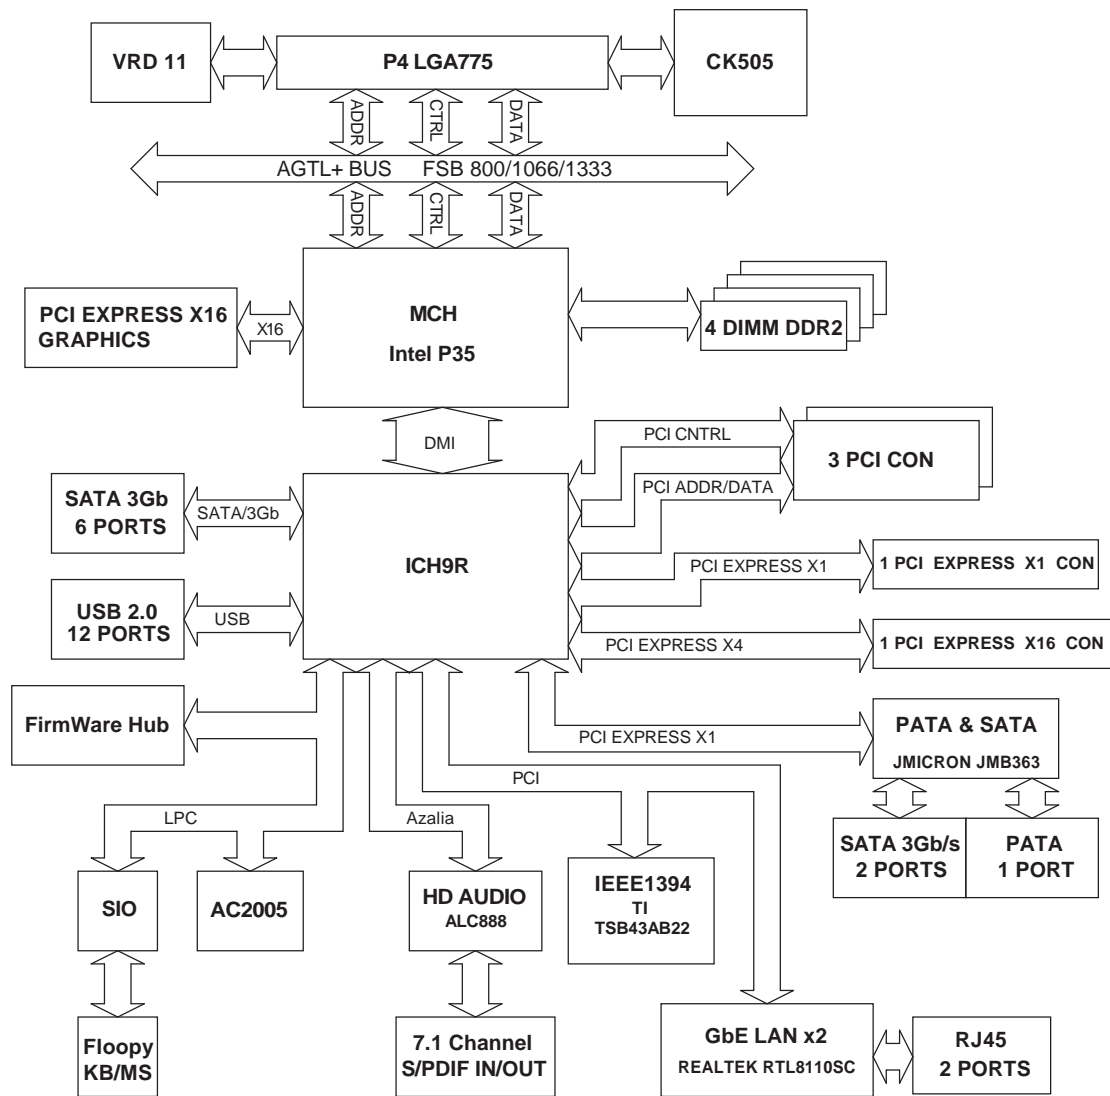 VRD 11
P4 LGA775
CK505
ADDR
CTRL
DATA
AGTL+ BUS FSB 800/1066/1333
ADDR
CTRL
DATA
PCI EXPRESS X16
GRAPHICS
X16
MCH
Intel P35
4 DIMM DDR2
DMI
PCI CNTRL
3 PCI CON
PCI ADDR/DATA
SATA 3Gb
6 PORTS
SATA/3Gb
ICH9R
PCI EXPRESS X1
1 PCI EXPRESS X1 CON
USB 2.0
12 PORTS
USB
PCI EXPRESS X4
1 PCI EXPRESS X16 CON
FirmWare Hub
PCI EXPRESS X1
PATA & SATA
JMICRON JMB363
PCI
LPC
Azalia
SATA 3Gb/s
2 PORTS
PATA
1 PORT
SIO
AC2005
HD AUDIO
ALC888
IEEE1394
TI
TSB43AB22
Floopy
KB/MS
7.1 Channel
S/PDIF IN/OUT
GbE LAN x2
REALTEK RTL8110SC
RJ45
2 PORTS